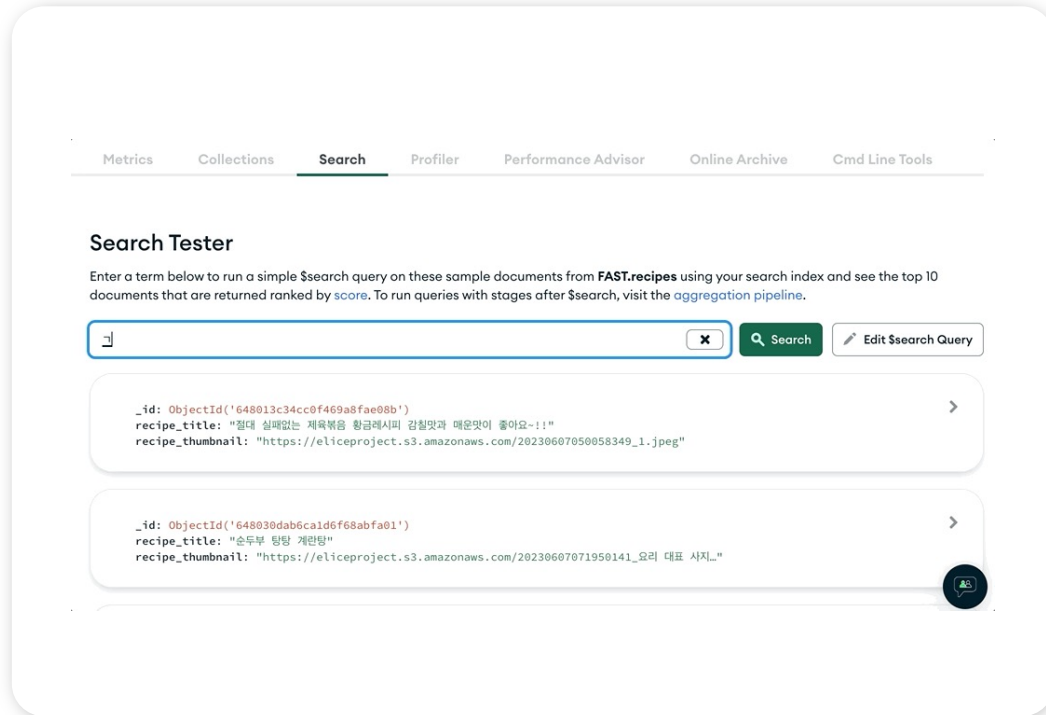 Metrics Collections Search Profiler Performance Advisor Online Archive Cmd Line Tools
Search Tester
Enter a term below to run a simple $search query on these sample documents from FAST.recipes using your search index and see the top 10
documents that are returned ranked by score. To run queries with stages after $search, visit the aggregation pipeline.
ㄱ Search Edit $search Query
_id: ObjectId('648013c34cc0f469a8fae08b')
recipe_title: "절대 실패없는 제육볶음 황금레시피 감칠맛과 매운맛이 좋아요~!!"
recipe_thumbnail: "https://eliceproject.s3.amazonaws.com/20230607050058349_1.jpeg"
_id: ObjectId('648030dab6ca1d6f68abfa01')
recipe_title: "순두부 탕탕 계란탕"
recipe_thumbnail: "https://eliceproject.s3.amazonaws.com/20230607071950141_요리 대표 사지…"